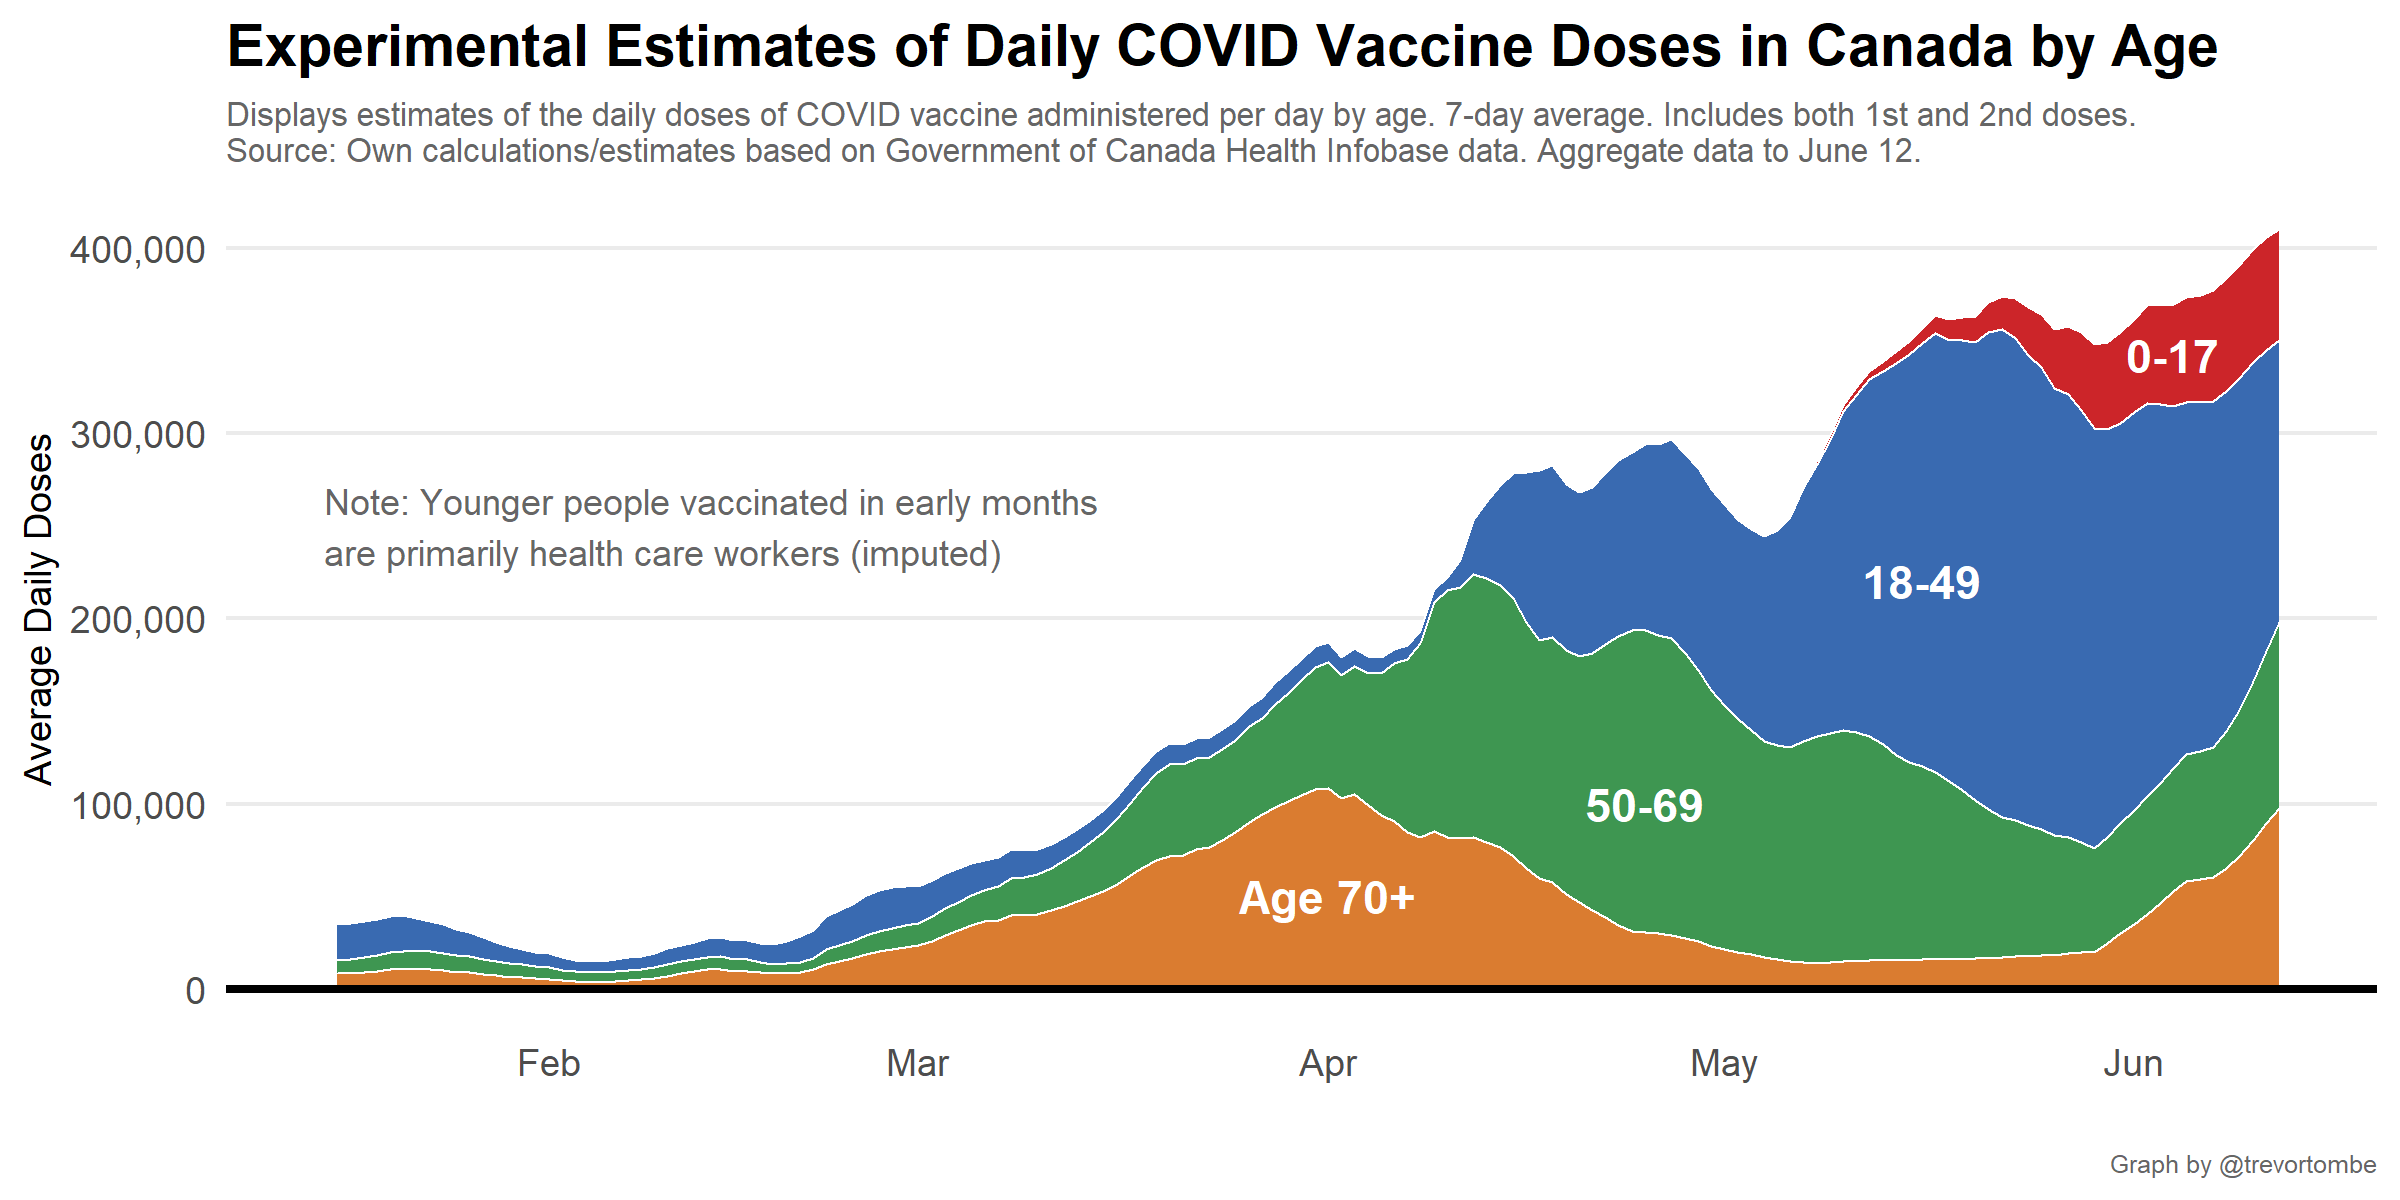 Experimental Estimates of Daily COVID Vaccine Doses in Canada by Age
Displays estimates of the daily doses of COVID vaccine administered per day by age. 7-day average. Includes both 1st and 2nd doses.
Source: Own calculations/estimates based on Government of Canada Health Infobase data. Aggregate data to June 12.
Average Daily Doses
400,000
300,000
200,000
100,000
0
Note: Younger people vaccinated in early months
are primarily health care workers (imputed)
0-17
18-49
50-69
Age 70+
Feb
Mar
Apr
May
Jun
Graph by @trevortombe